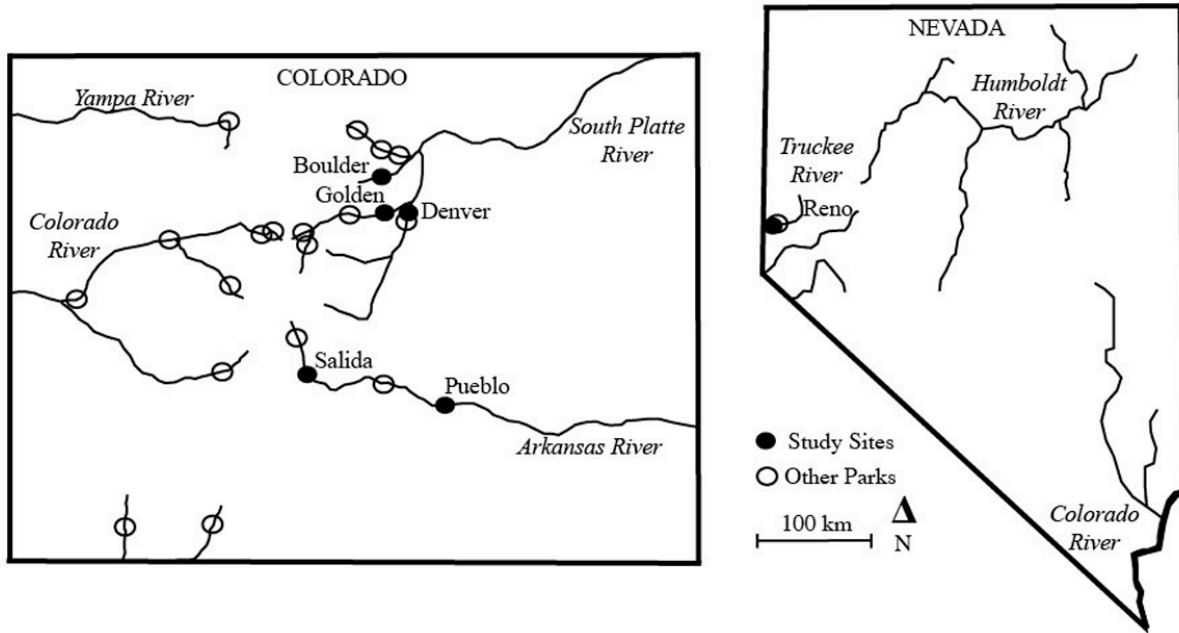 COLORADO
Yampa River
South Platte
River
Boulder
Golden
Denver
Colorado
River
Salida
Pueblo
Arkansas River
NEVADA
Humboldt
River
Truckee
River
Reno
Study Sites
Other Parks
100 km
N
Colorado
River